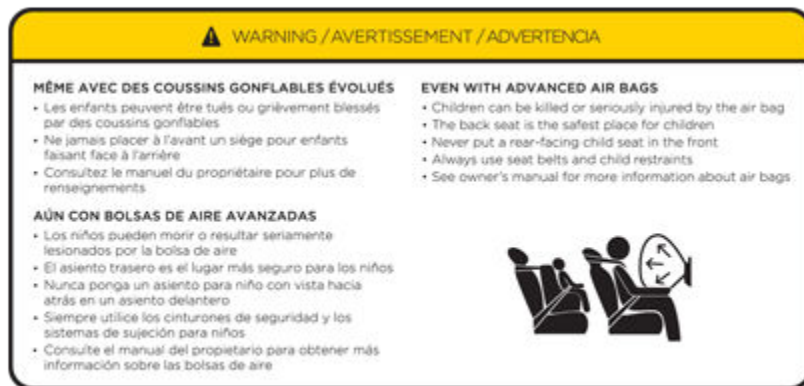 WARNING / AVERTISSEMENT / ADVERTENCIA
MÊME AVEC DES COUSSINS GONFLABLES ÉVOLUÉS
• Les enfants peuvent être tués ou grièvement blessés
par des coussins gonflables
• Ne jamais placer à l'avant un siège pour enfants
faisant face à l'arrière
• Consultez le manuel du propriétaire pour plus de
renseignements
AÚN CON BOLSAS DE AIRE AVANZADAS
• Los niños pueden morir o resultar seriamente
lesionados por la bolsa de aire
• El asiento trasero es el lugar más seguro para los niños
• Nunca ponga un asiento para niño con vista hacia
atrás en un asiento delantero
• Siempre utilice los cinturones de seguridad y los
sistemas de sujeción para niños
• Consulte el manual del propietario para obtener más
información sobre las bolsas de aire
EVEN WITH ADVANCED AIR BAGS
• Children can be killed or seriously injured by the air bag
• The back seat is the safest place for children
• Never put a rear-facing child seat in the front
• Always use seat belts and child restraints
• See owner's manual for more information about air bags